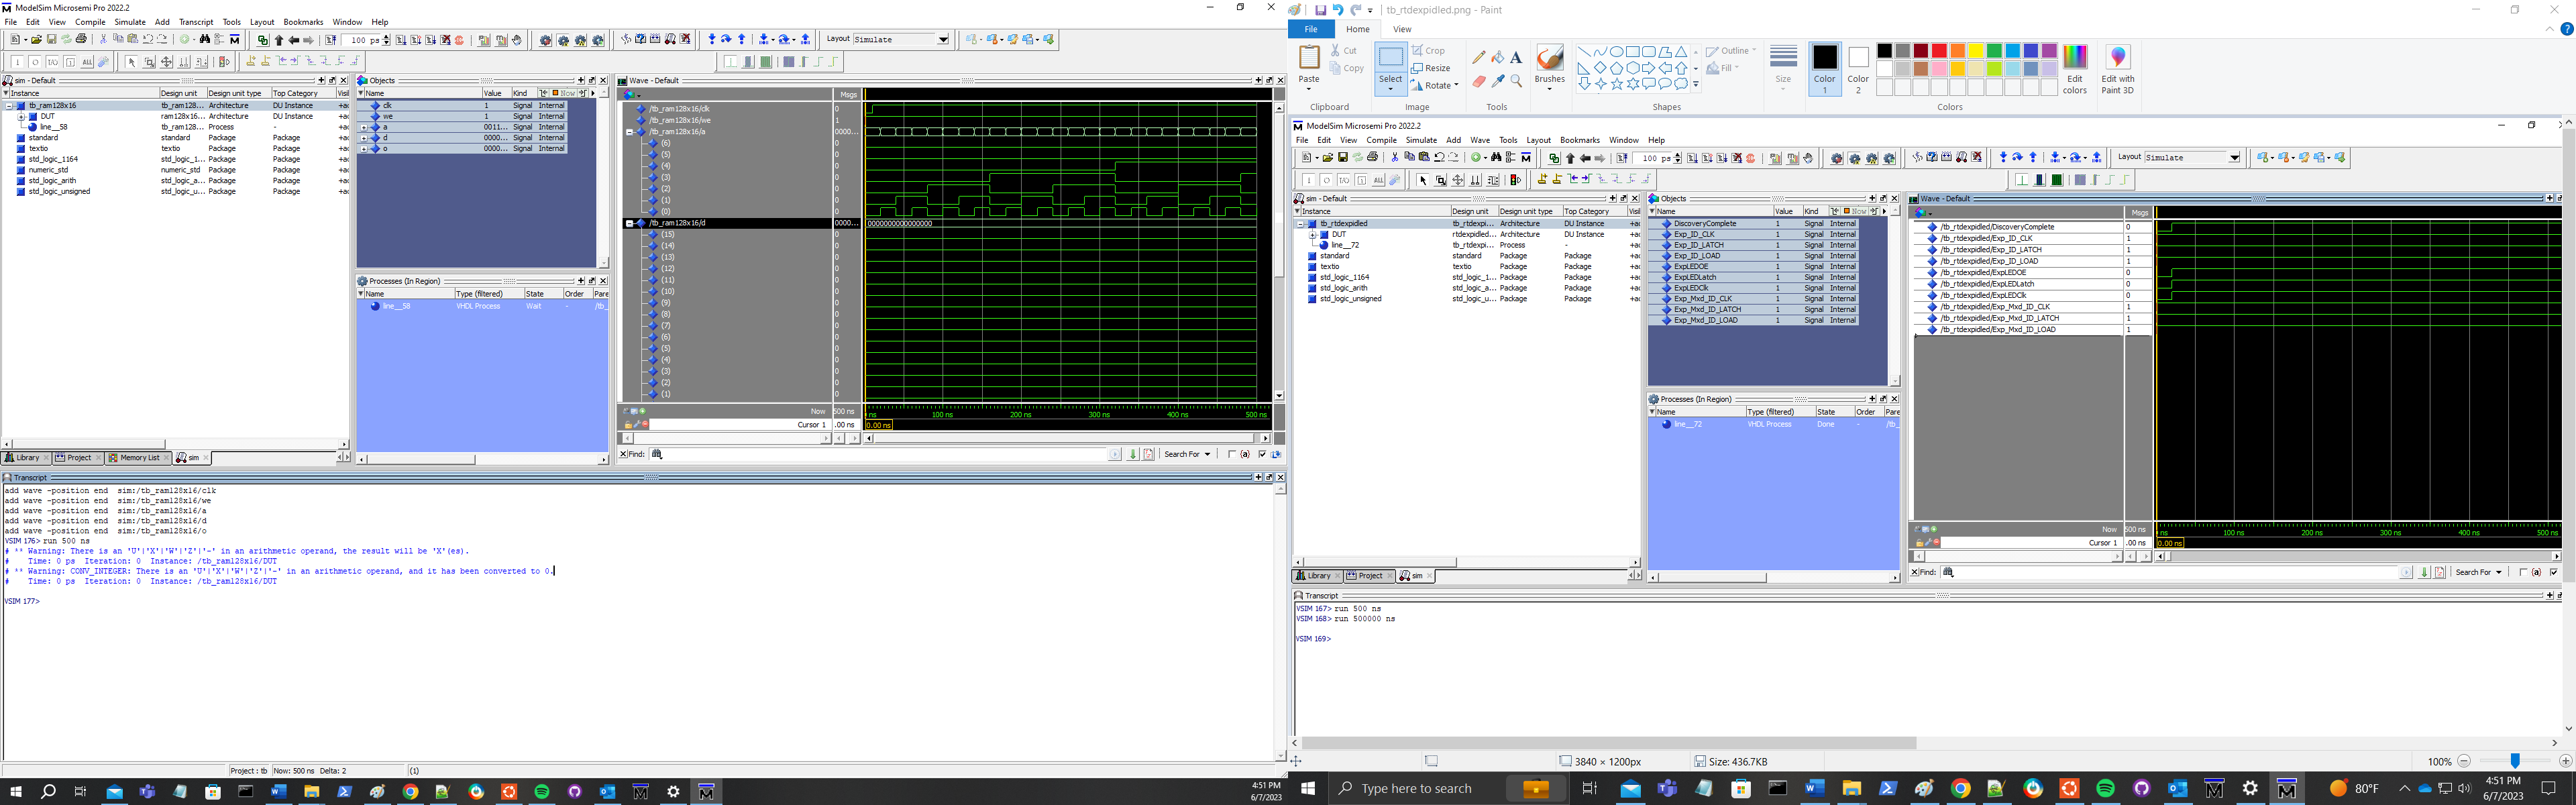 ModelSim Microsemi Pro 2022.2
File Edit View Compile Simulate Add Transcript Tools Layout Bookmarks Window Help
100 ps
Layout Simulate
sim - Default
Instance Design unit Design unit type Top Category Visil
tb_ram128x16 tb_ram128... Architecture DU Instance +ac
DUT ram128x16... Architecture DU Instance +ac
line__58 tb_ram128... Process - +ac
standard standard Package Package +ac
textio textio Package Package +ac
std_logic_1164 std_logic_1... Package Package +ac
numeric_std numeric_std Package Package +ac
std_logic_arith std_logic_a... Package Package +ac
std_logic_unsigned std_logic_u... Package Package +ac
Library Project Memory List sim
Objects
Name Value Kind Mode Now
clk 1 Signal Internal
we 1 Signal Internal
a 0011... Signal Internal
d 0000... Signal Internal
o 0000... Signal Internal
Processes (In Region)
Name Type (filtered) State Order Pare
line__58 VHDL Process Wait - /tb_
Wave - Default
Msgs
/tb_ram128x16/clk 0
/tb_ram128x16/we 1
/tb_ram128x16/a 0000...
(6) 0
(5) 0
(4) 0
(3) 0
(2) 0
(1) 0
(0) 0
/tb_ram128x16/d 0000... 0000000000000000
(15) 0
(14) 0
(13) 0
(12) 0
(11) 0
(10) 0
(9) 0
(8) 0
(7) 0
(6) 0
(5) 0
(4) 0
(3) 0
(2) 0
(1) 0
Now 500 ns ns 100 ns 200 ns 300 ns 400 ns 500 ns
Cursor 1 .00 ns 0.00 ns
Find: Search For
Transcript
add wave -position end sim:/tb_ram128x16/clk
add wave -position end sim:/tb_ram128x16/we
add wave -position end sim:/tb_ram128x16/a
add wave -position end sim:/tb_ram128x16/d
add wave -position end sim:/tb_ram128x16/o
VSIM 176> run 500 ns
# ** Warning: There is an 'U'|'X'|'W'|'Z'|'-' in an arithmetic operand, the result will be 'X'(es).
# Time: 0 ps Iteration: 0 Instance: /tb_ram128x16/DUT
# ** Warning: CONV_INTEGER: There is an 'U'|'X'|'W'|'Z'|'-' in an arithmetic operand, and it has been converted to 0.
# Time: 0 ps Iteration: 0 Instance: /tb_ram128x16/DUT
VSIM 177>
Project : tb Now: 500 ns Delta: 2 (1)
4:51 PM
6/7/2023
tb_rtdexpidled.png - Paint
File Home View
Paste Cut Copy
Clipboard
Select Crop Resize Rotate
Image
A
Tools
Brushes
Outline
Fill
Shapes
Size
Color 1
Color 2
Edit colors
Colors
Edit with Paint 3D
ModelSim Microsemi Pro 2022.2
File Edit View Compile Simulate Add Wave Tools Layout Bookmarks Window Help
100 ps
Layout Simulate
sim - Default
Instance Design unit Design unit type Top Category Visil
tb_rtdexpidled tb_rtdexpi... Architecture DU Instance +ac
DUT rtdexpidled... Architecture DU Instance +ac
line__72 tb_rtdexpi... Process - +ac
standard standard Package Package +ac
textio textio Package Package +ac
std_logic_1164 std_logic_1... Package Package +ac
std_logic_arith std_logic_a... Package Package +ac
std_logic_unsigned std_logic_u... Package Package +ac
Library Project sim
Objects
Name Value Kind Now
DiscoveryComplete 1 Signal Internal
Exp_ID_CLK 1 Signal Internal
Exp_ID_LATCH 1 Signal Internal
Exp_ID_LOAD 1 Signal Internal
ExpLEDOE 1 Signal Internal
ExpLEDLatch 1 Signal Internal
ExpLEDClk 1 Signal Internal
Exp_Mxd_ID_CLK 1 Signal Internal
Exp_Mxd_ID_LATCH 1 Signal Internal
Exp_Mxd_ID_LOAD 1 Signal Internal
Processes (In Region)
Name Type (filtered) State Order Pare
line__72 VHDL Process Done - /tb_
Wave - Default
Msgs
/tb_rtdexpidled/DiscoveryComplete 0
/tb_rtdexpidled/Exp_ID_CLK 1
/tb_rtdexpidled/Exp_ID_LATCH 1
/tb_rtdexpidled/Exp_ID_LOAD 1
/tb_rtdexpidled/ExpLEDOE 0
/tb_rtdexpidled/ExpLEDLatch 0
/tb_rtdexpidled/ExpLEDClk 0
/tb_rtdexpidled/Exp_Mxd_ID_CLK 1
/tb_rtdexpidled/Exp_Mxd_ID_LATCH 1
/tb_rtdexpidled/Exp_Mxd_ID_LOAD 1
Now 500 ns ns 100 ns 200 ns 300 ns 400 ns 500 ns
Cursor 1 .00 ns 0.00 ns
Find: Search For
Transcript
VSIM 167> run 500 ns
VSIM 168> run 500000 ns
VSIM 169>
3840 × 1200px
Size: 436.7KB
100%
Type here to search
80°F
4:51 PM
6/7/2023